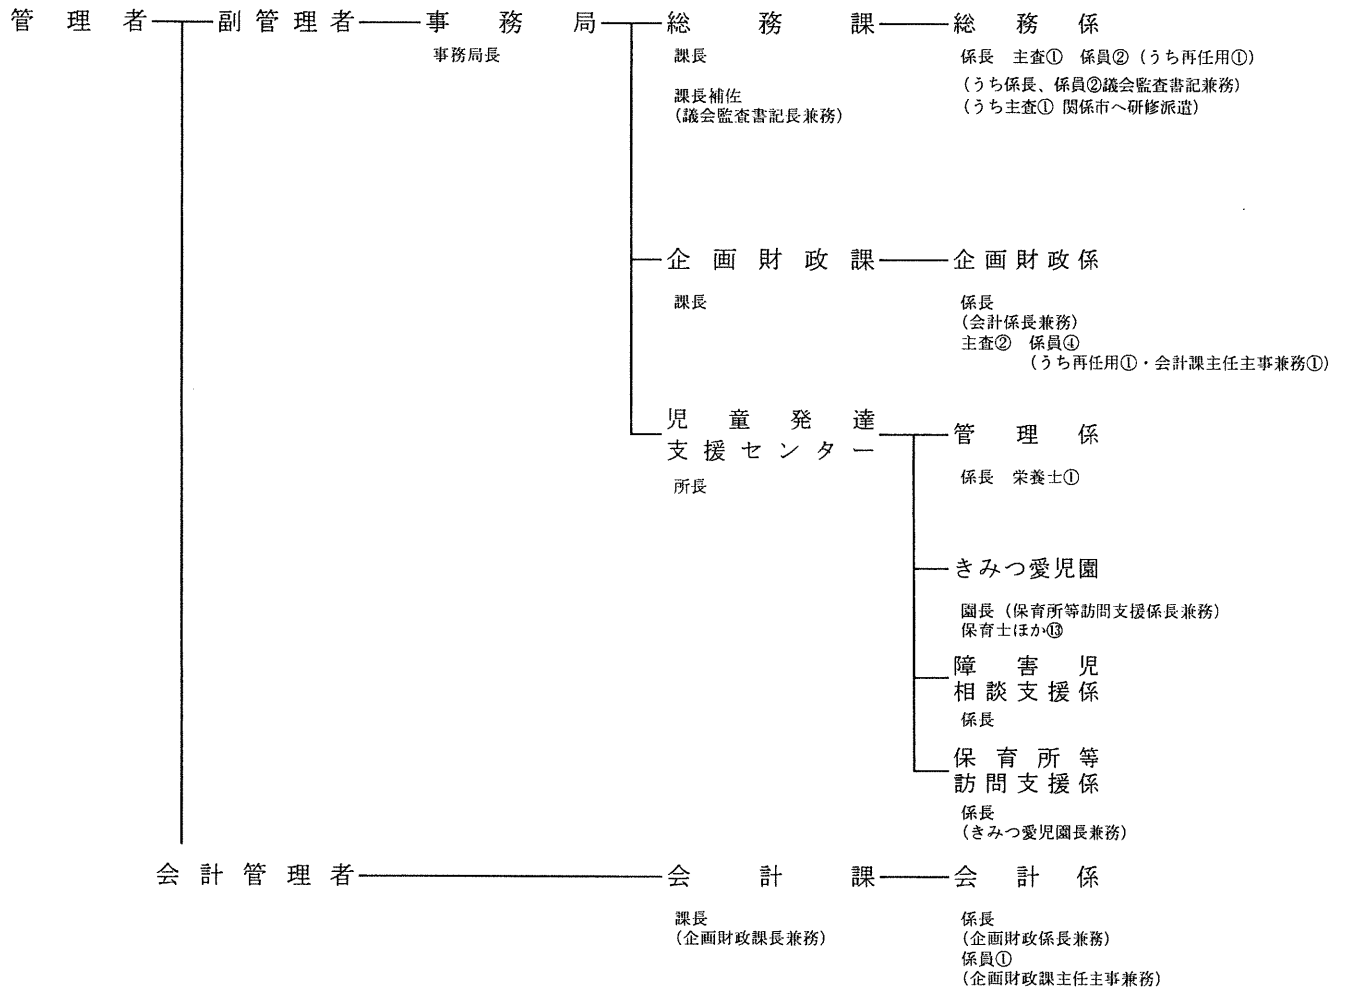 管理者 副管理者 事務局 総務課 総務係
事務局長 課長 係長 主査① 係員② (うち再任用①)
(うち係長、係員②議会監査書記兼務)
課長補佐
(うち主査① 関係市へ研修派遣)
(議会監査書記長兼務)
企画財政課 企画財政係
課長 係長
(会計係長兼務)
主査② 係員④
(うち再任用①・会計課主任主事兼務①)
児童発達
支援センター
管理係
所長
係長 栄養士①
きみつ愛児園
園長 (保育所等訪問支援係長兼務)
保育士ほか⑬
障害児
相談支援係
係長
保育所等
訪問支援係
係長
(きみつ愛児園長兼務)
会計管理者 会計課 会計係
課長 係長
(企画財政課長兼務) (企画財政係長兼務)
係員①
(企画財政課主任主事兼務)